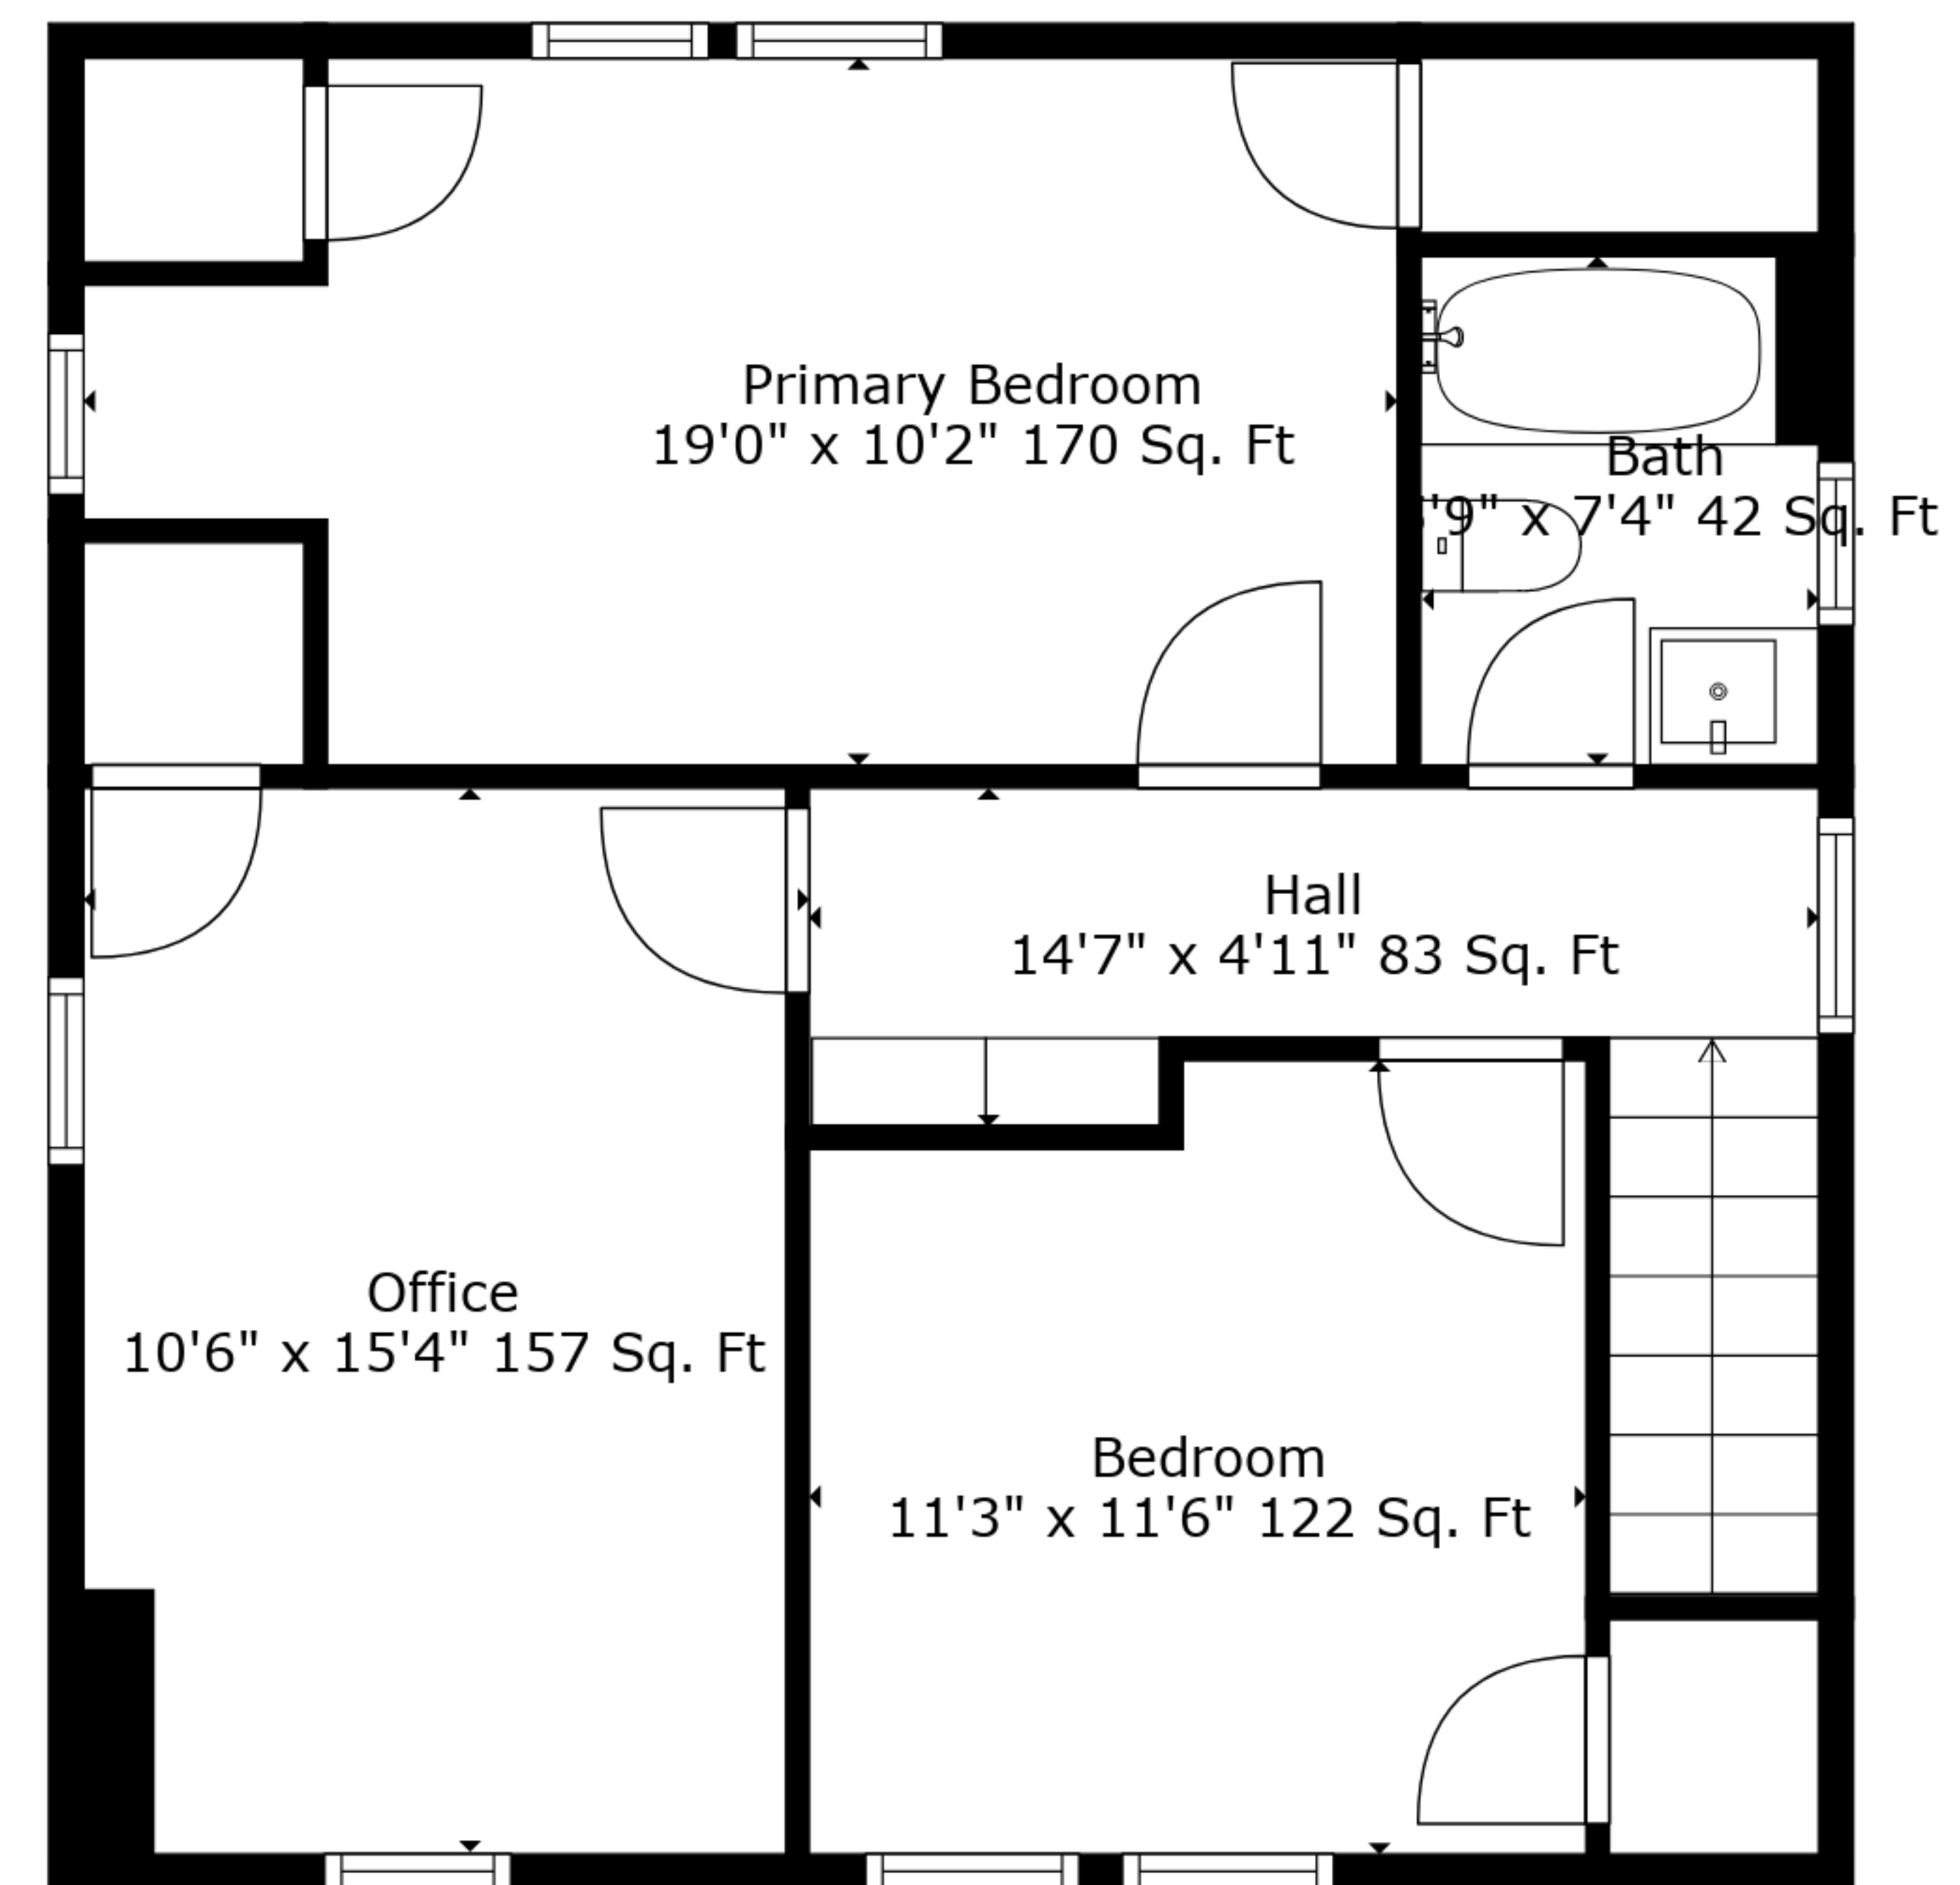 Primary Bedroom
19'0" x 10'2" 170 Sq. Ft
Bath
'9" x 7'4" 42 Sq. Ft
Hall
14'7" x 4'11" 83 Sq. Ft
Office
10'6" x 15'4" 157 Sq. Ft
Bedroom
11'3" x 11'6" 122 Sq. Ft